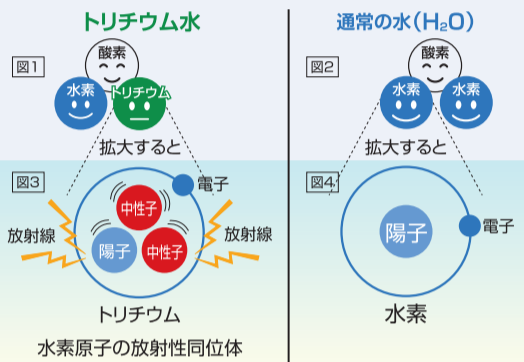 トリチウム水
図1
酸素
水素
トリチウム
拡大すると
図3
電子
中性子
放射線
陽子
中性子
放射線
トリチウム
水素原子の放射性同位体
通常の水(H₂O)
図2
酸素
水素
水素
拡大すると
図4
陽子
電子
水素